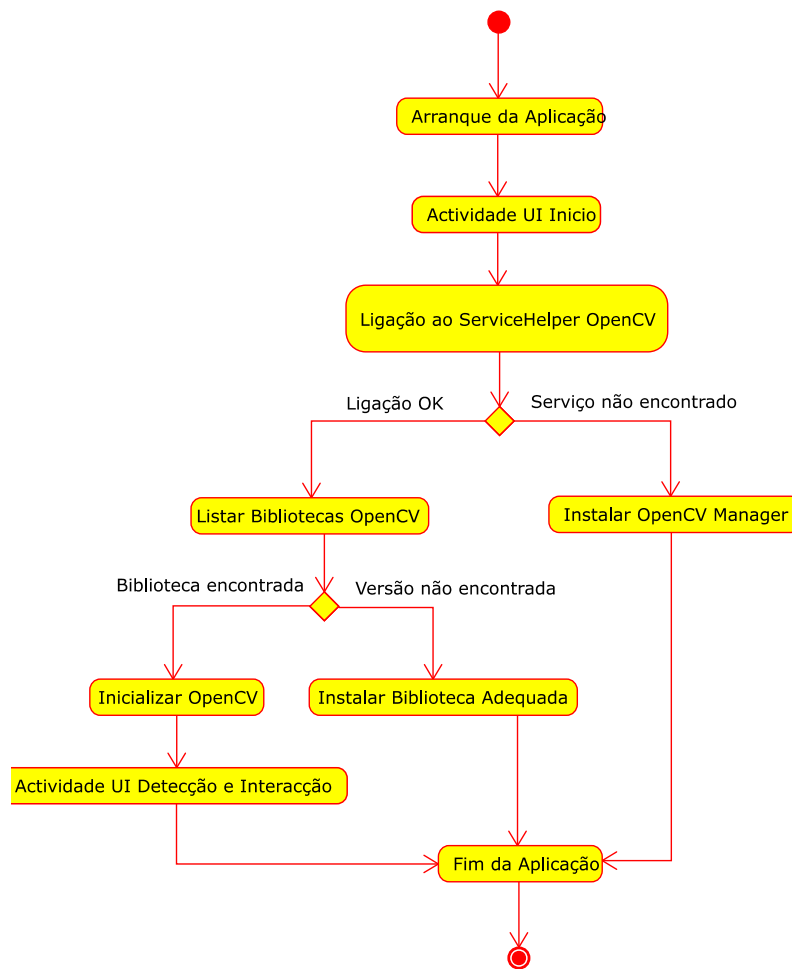 Arranque da Aplicação
Actividade UI Inicio
Ligação ao ServiceHelper OpenCV
Ligação OK
Serviço não encontrado
Listar Bibliotecas OpenCV
Instalar OpenCV Manager
Biblioteca encontrada
Versão não encontrada
Inicializar OpenCV
Instalar Biblioteca Adequada
Actividade UI Detecção e Interacção
Fim da Aplicação